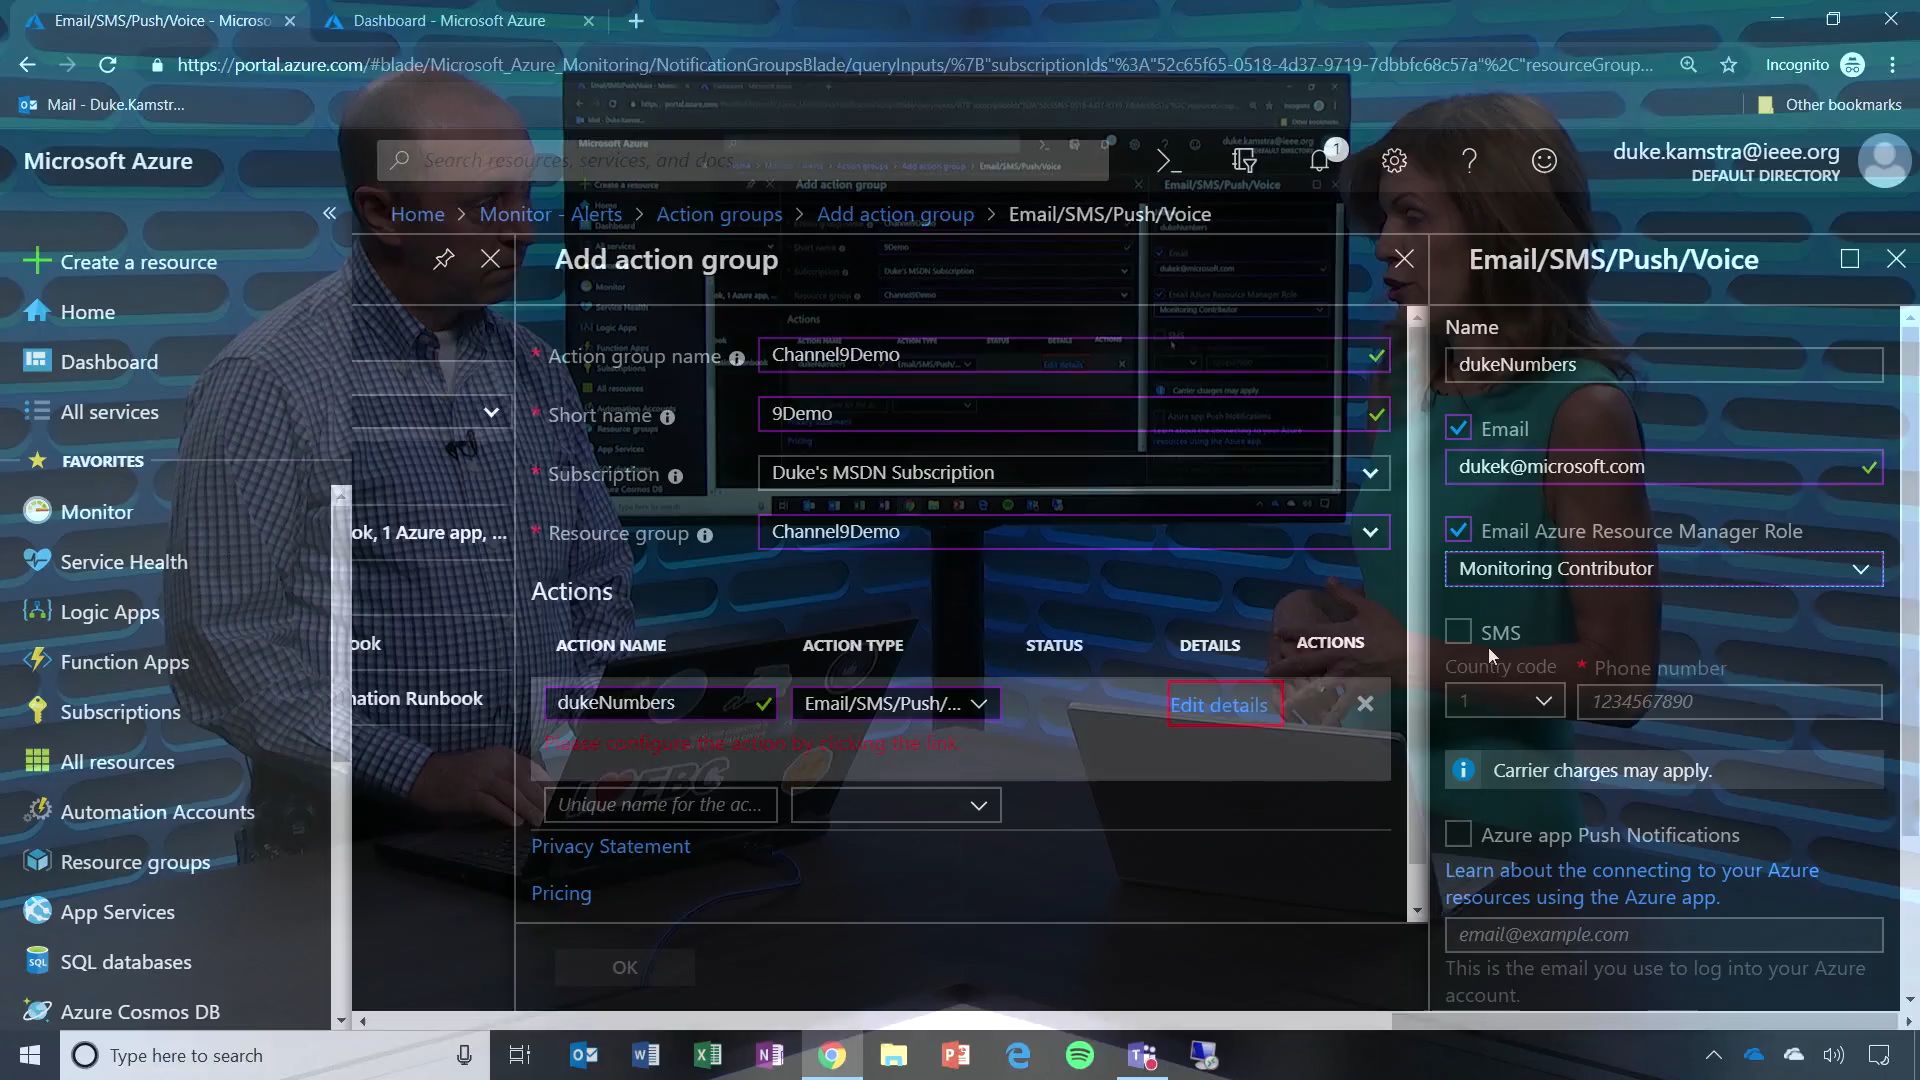 Email/SMS/Push/Voice - Microso
Dashboard - Microsoft Azure
https://portal.azure.com/#blade/Microsoft_Azure_Monitoring/NotificationGroupsBlade/queryInputs/%7B"subscriptionIds"%3A"52c65f65-0518-4d37-9719-7dbbfc68c57a"%2C"resourceGroup...
Incognito
Mail - Duke.Kamstr...
Other bookmarks
Microsoft Azure
Search resources, services, and docs
1
duke.kamstra@ieee.org
DEFAULT DIRECTORY
Home > Monitor - Alerts > Action groups > Add action group > Email/SMS/Push/Voice
Create a resource
Home
Dashboard
All services
FAVORITES
Monitor
Service Health
Logic Apps
Function Apps
Subscriptions
All resources
Automation Accounts
Resource groups
App Services
SQL databases
Azure Cosmos DB
ok, 1 Azure app, ...
ook
nation Runbook
Add action group
* Action group name
Channel9Demo
* Short name
9Demo
* Subscription
Duke's MSDN Subscription
* Resource group
Channel9Demo
Actions
ACTION NAME ACTION TYPE STATUS DETAILS ACTIONS
dukeNumbers Email/SMS/Push/... Edit details
Please configure the action by clicking the link.
Unique name for the ac...
Privacy Statement
Pricing
OK
Email/SMS/Push/Voice
Name
dukeNumbers
Email
dukek@microsoft.com
Email Azure Resource Manager Role
Monitoring Contributor
SMS
Country code * Phone number
1 1234567890
Carrier charges may apply.
Azure app Push Notifications
Learn about the connecting to your Azure
resources using the Azure app.
email@example.com
This is the email you use to log into your Azure
account.
Type here to search